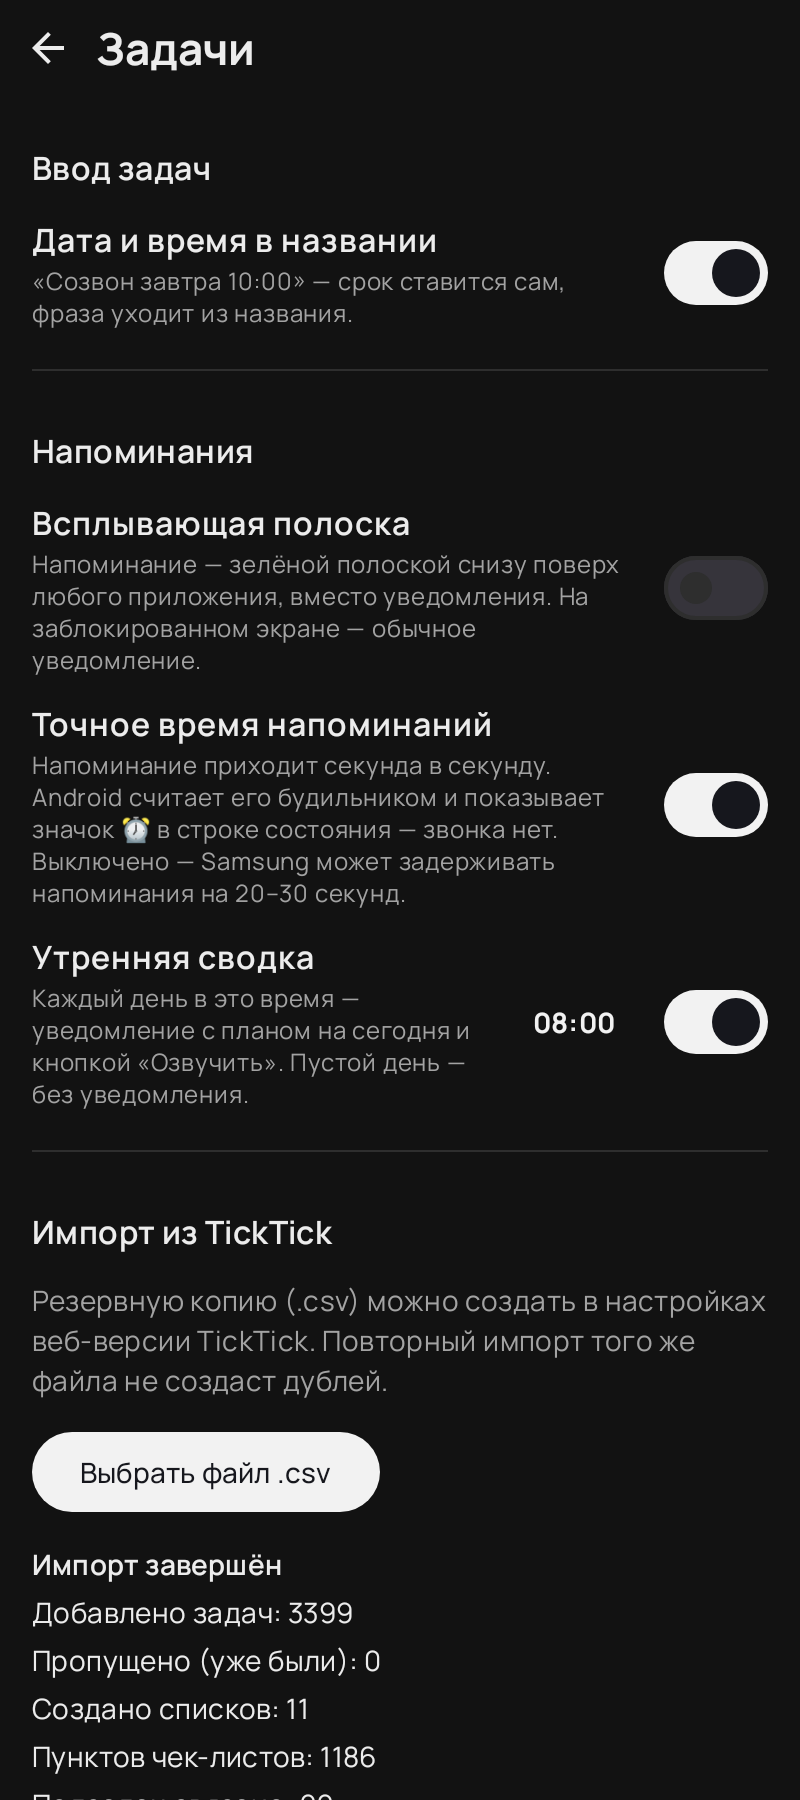 Задачи
Ввод задач
Дата и время в названии
«Созвон завтра 10:00» — срок ставится сам,
фраза уходит из названия.
Напоминания
Всплывающая полоска
Напоминание — зелёной полоской снизу поверх
любого приложения, вместо уведомления. На
заблокированном экране — обычное
уведомление.
Точное время напоминаний
Напоминание приходит секунда в секунду.
Android считает его будильником и показывает
значок ⏰ в строке состояния — звонка нет.
Выключено — Samsung может задерживать
напоминания на 20–30 секунд.
Утренняя сводка
Каждый день в это время —
уведомление с планом на сегодня и
кнопкой «Озвучить». Пустой день —
без уведомления.
08:00
Импорт из TickTick
Резервную копию (.csv) можно создать в настройках
веб-версии TickTick. Повторный импорт того же
файла не создаст дублей.
Выбрать файл .csv
Импорт завершён
Добавлено задач: 3399
Пропущено (уже были): 0
Создано списков: 11
Пунктов чек-листов: 1186